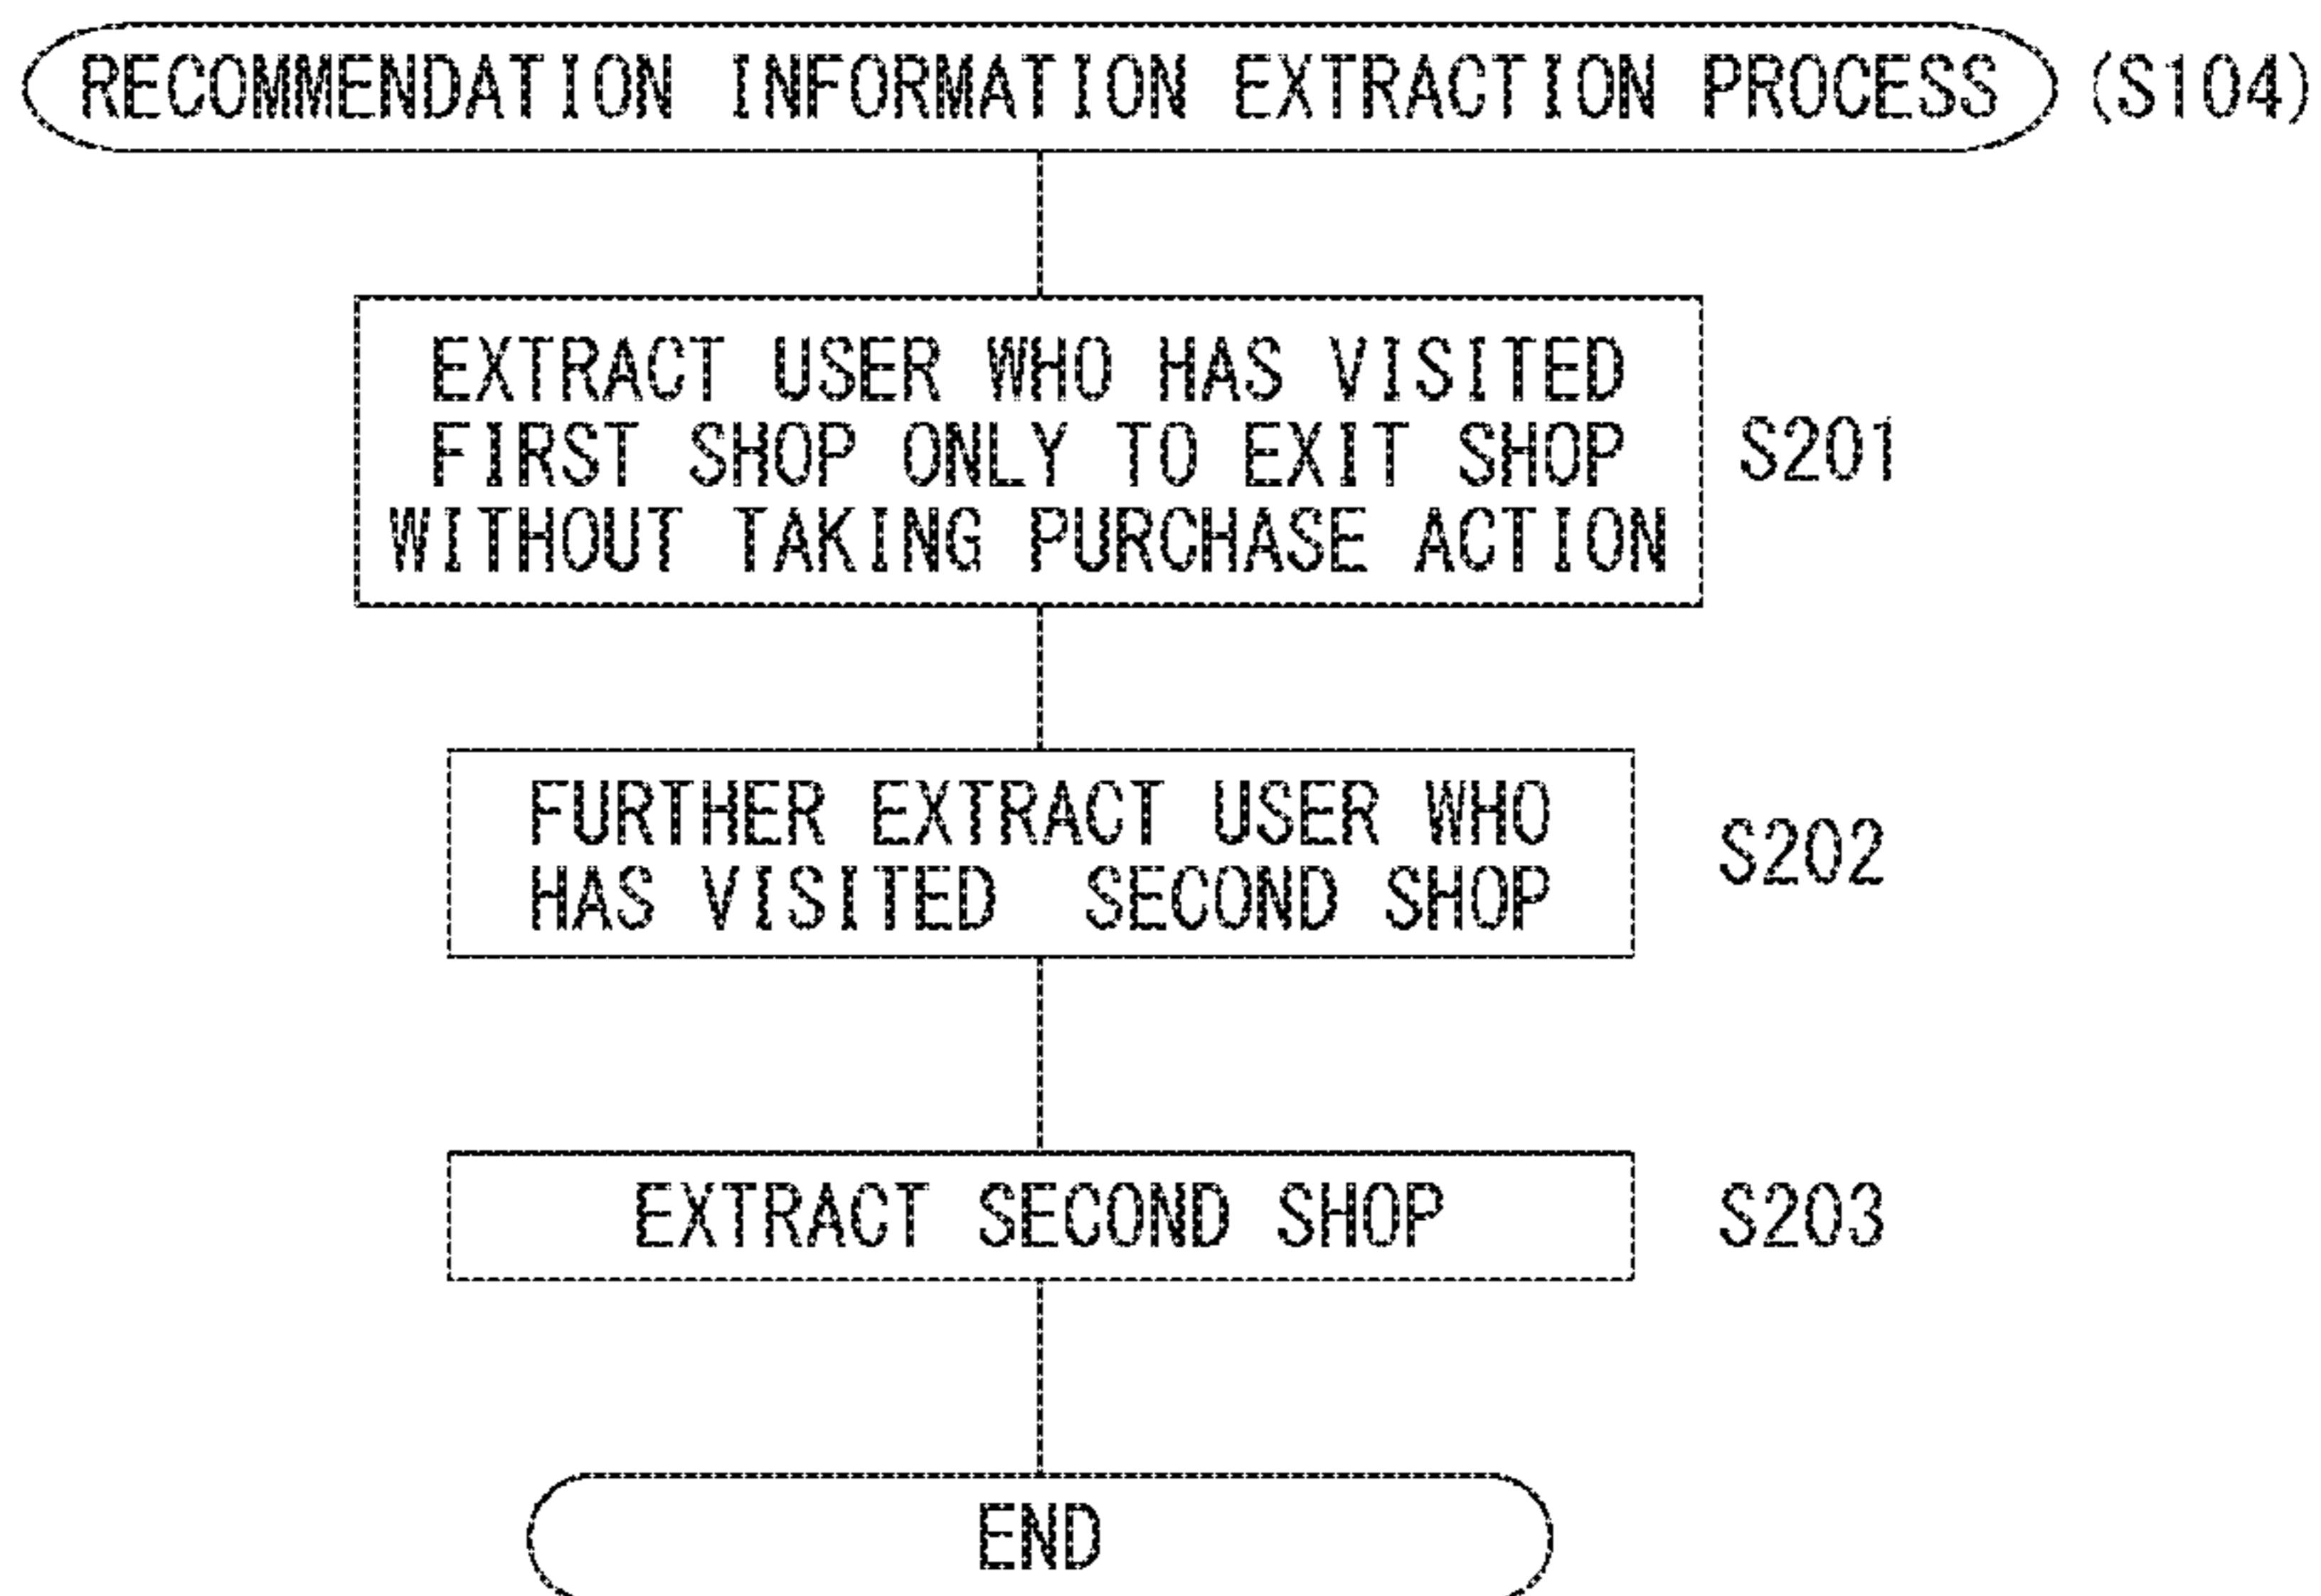 RECOMMENDATION INFORMATION EXTRACTION PROCESS (S104)
EXTRACT USER WHO HAS VISITED
FIRST SHOP ONLY TO EXIT SHOP
WITHOUT TAKING PURCHASE ACTION
S201
FURTHER EXTRACT USER WHO
HAS VISITED SECOND SHOP
S202
EXTRACT SECOND SHOP
S203
END